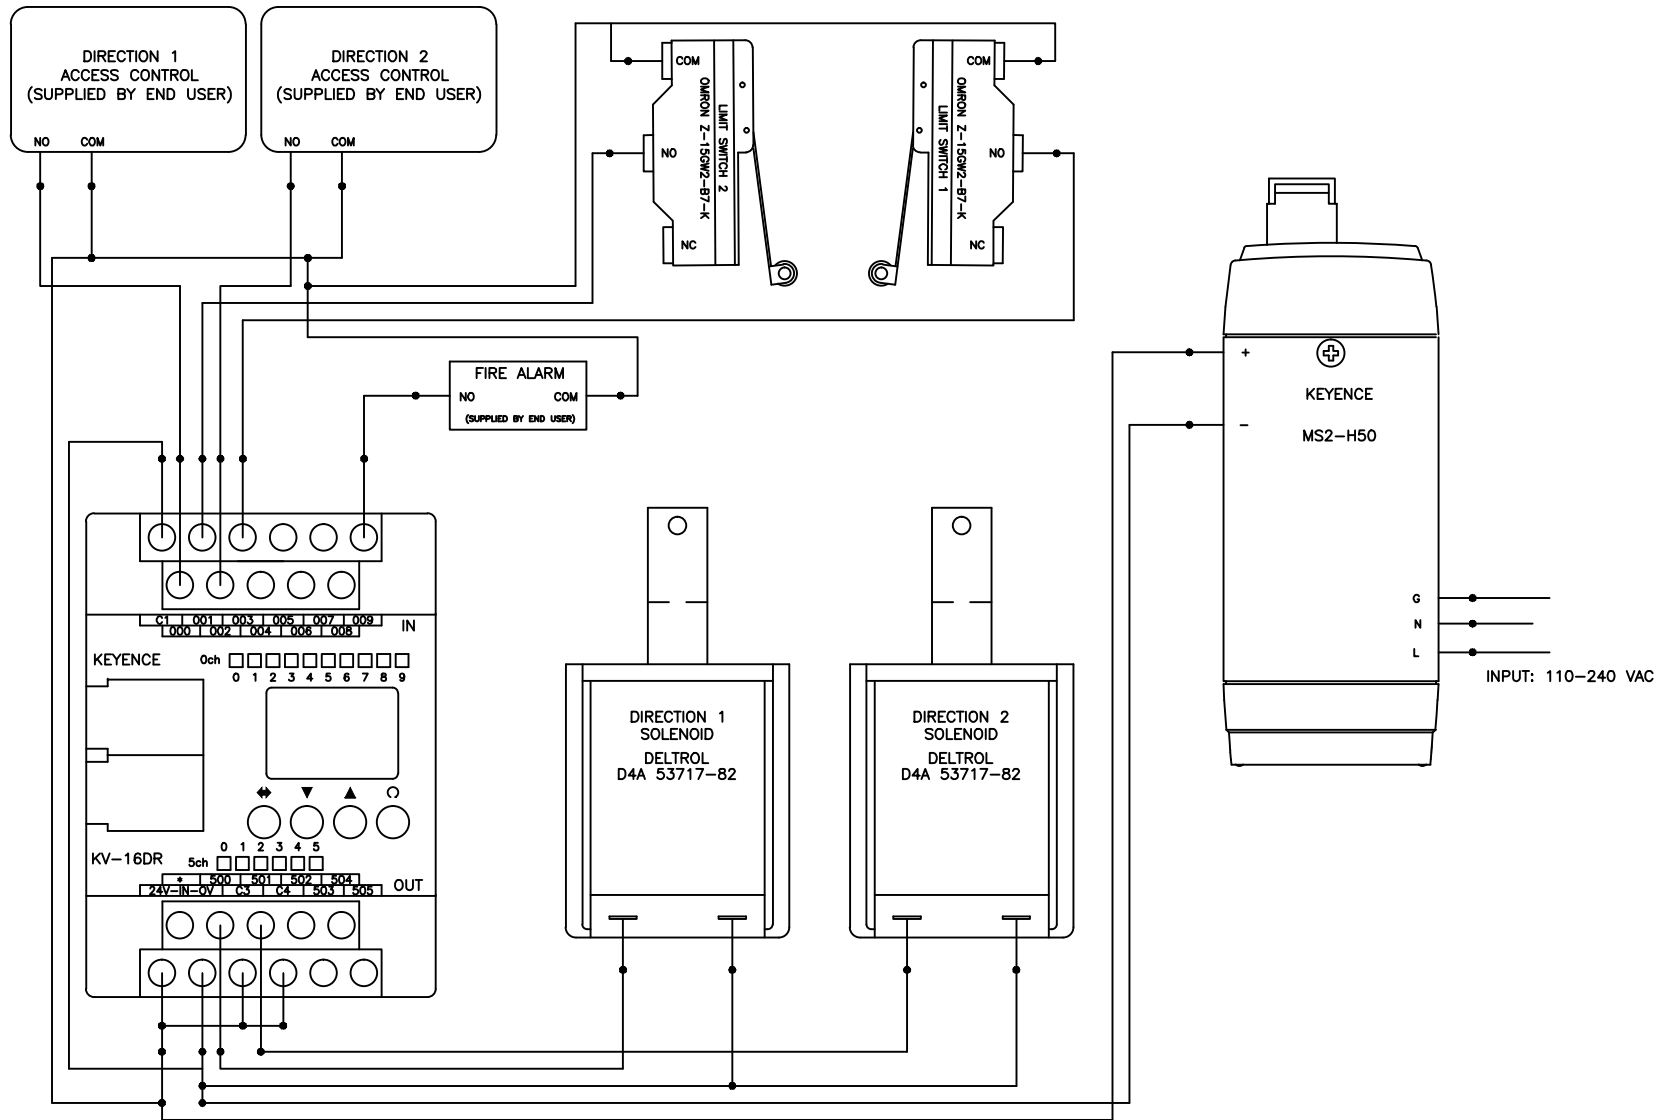 DIRECTION 1
ACCESS CONTROL
(SUPPLIED BY END USER)
NO COM
DIRECTION 2
ACCESS CONTROL
(SUPPLIED BY END USER)
NO COM
COM
NO
NC
OMRON Z-15GW2-B7-K
LIMIT SWITCH 2
COM
NO
NC
OMRON Z-15GW2-B7-K
LIMIT SWITCH 1
FIRE ALARM
NO COM
(SUPPLIED BY END USER)
+
KEYENCE
−
MS2-H50
G
N
L
INPUT: 110-240 VAC
C1 001 003 005 007 009
IN
000 002 004 006 008
KEYENCE
0ch
0 1 2 3 4 5 6 7 8 9
0 1 2 3 4 5
KV-16DR
5ch
* 500 501 502 504
OUT
24V-IN-0V C3 C4 503 505
DIRECTION 1
SOLENOID
DELTROL
D4A 53717-82
DIRECTION 2
SOLENOID
DELTROL
D4A 53717-82